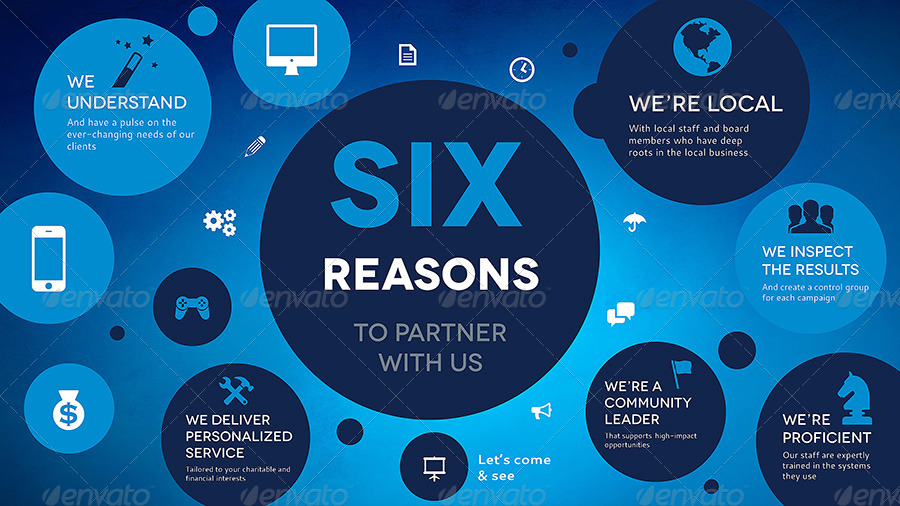 SIX
REASONS
TO PARTNER
WITH US
WE
UNDERSTAND
And have a pulse on the
ever-changing needs of our
clients
WE'RE LOCAL
With local staff and board
members who have deep
roots in the local business
WE INSPECT
THE RESULTS
And create a control group
for each campaign
WE DELIVER
PERSONALIZED
SERVICE
Tailored to your charitable and
financial interests
WE'RE A
COMMUNITY
LEADER
That supports high-impact
opportunities
WE'RE
PROFICIENT
Our staff are expertly
trained in the systems
they use
Let's come
& see
$
envato